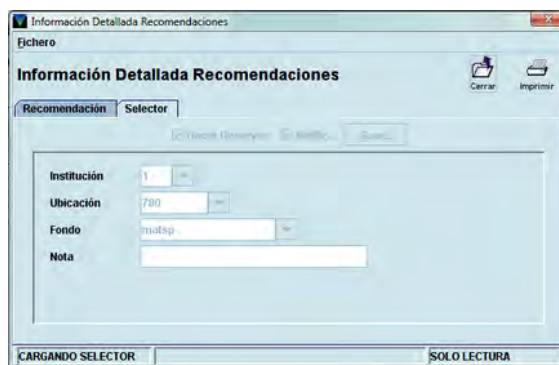 Información Detallada Recomendaciones
Fichero
Información Detallada Recomendaciones
Cerrar
Imprimir
Recomendación Selector
Institución 1
Ubicación 780
Fondo matsp
Nota
CARGANDO SELECTOR SOLO LECTURA